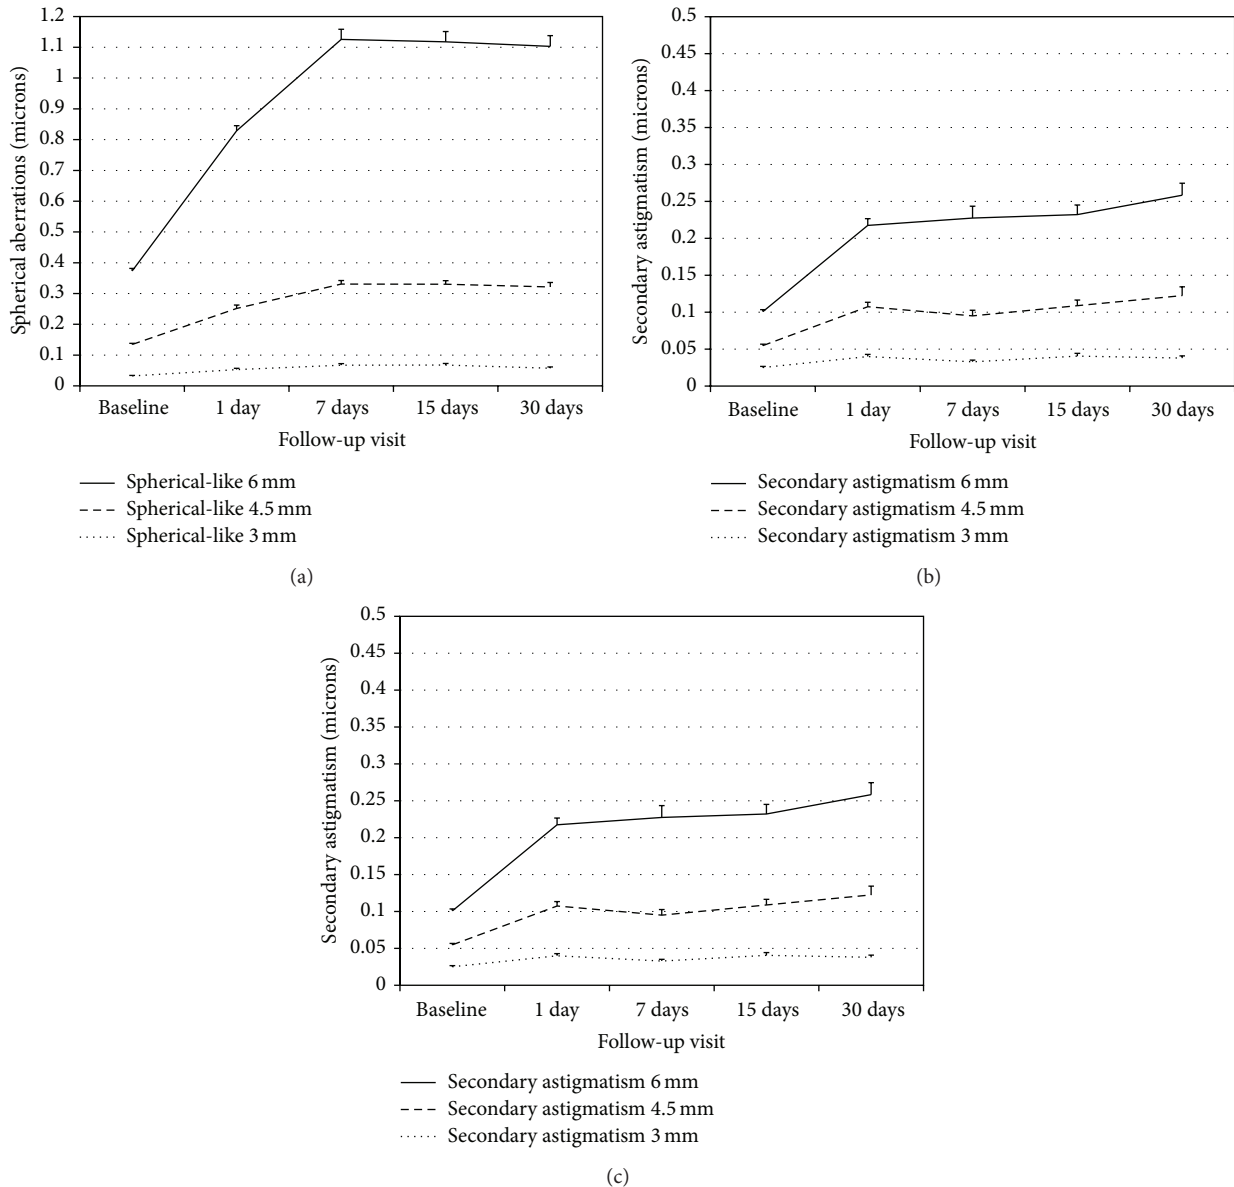 Spherical aberrations (microns)
1.2
1.1
1
0.9
0.8
0.7
0.6
0.5
0.4
0.3
0.2
0.1
0
Baseline 1 day 7 days 15 days 30 days
Follow-up visit
Spherical-like 6 mm
Spherical-like 4.5 mm
Spherical-like 3 mm
(a)
Secondary astigmatism (microns)
0.5
0.45
0.4
0.35
0.3
0.25
0.2
0.15
0.1
0.05
0
Baseline 1 day 7 days 15 days 30 days
Follow-up visit
Secondary astigmatism 6 mm
Secondary astigmatism 4.5 mm
Secondary astigmatism 3 mm
(b)
Secondary astigmatism (microns)
0.5
0.45
0.4
0.35
0.3
0.25
0.2
0.15
0.1
0.05
0
Baseline 1 day 7 days 15 days 30 days
Follow-up visit
Secondary astigmatism 6 mm
Secondary astigmatism 4.5 mm
Secondary astigmatism 3 mm
(c)